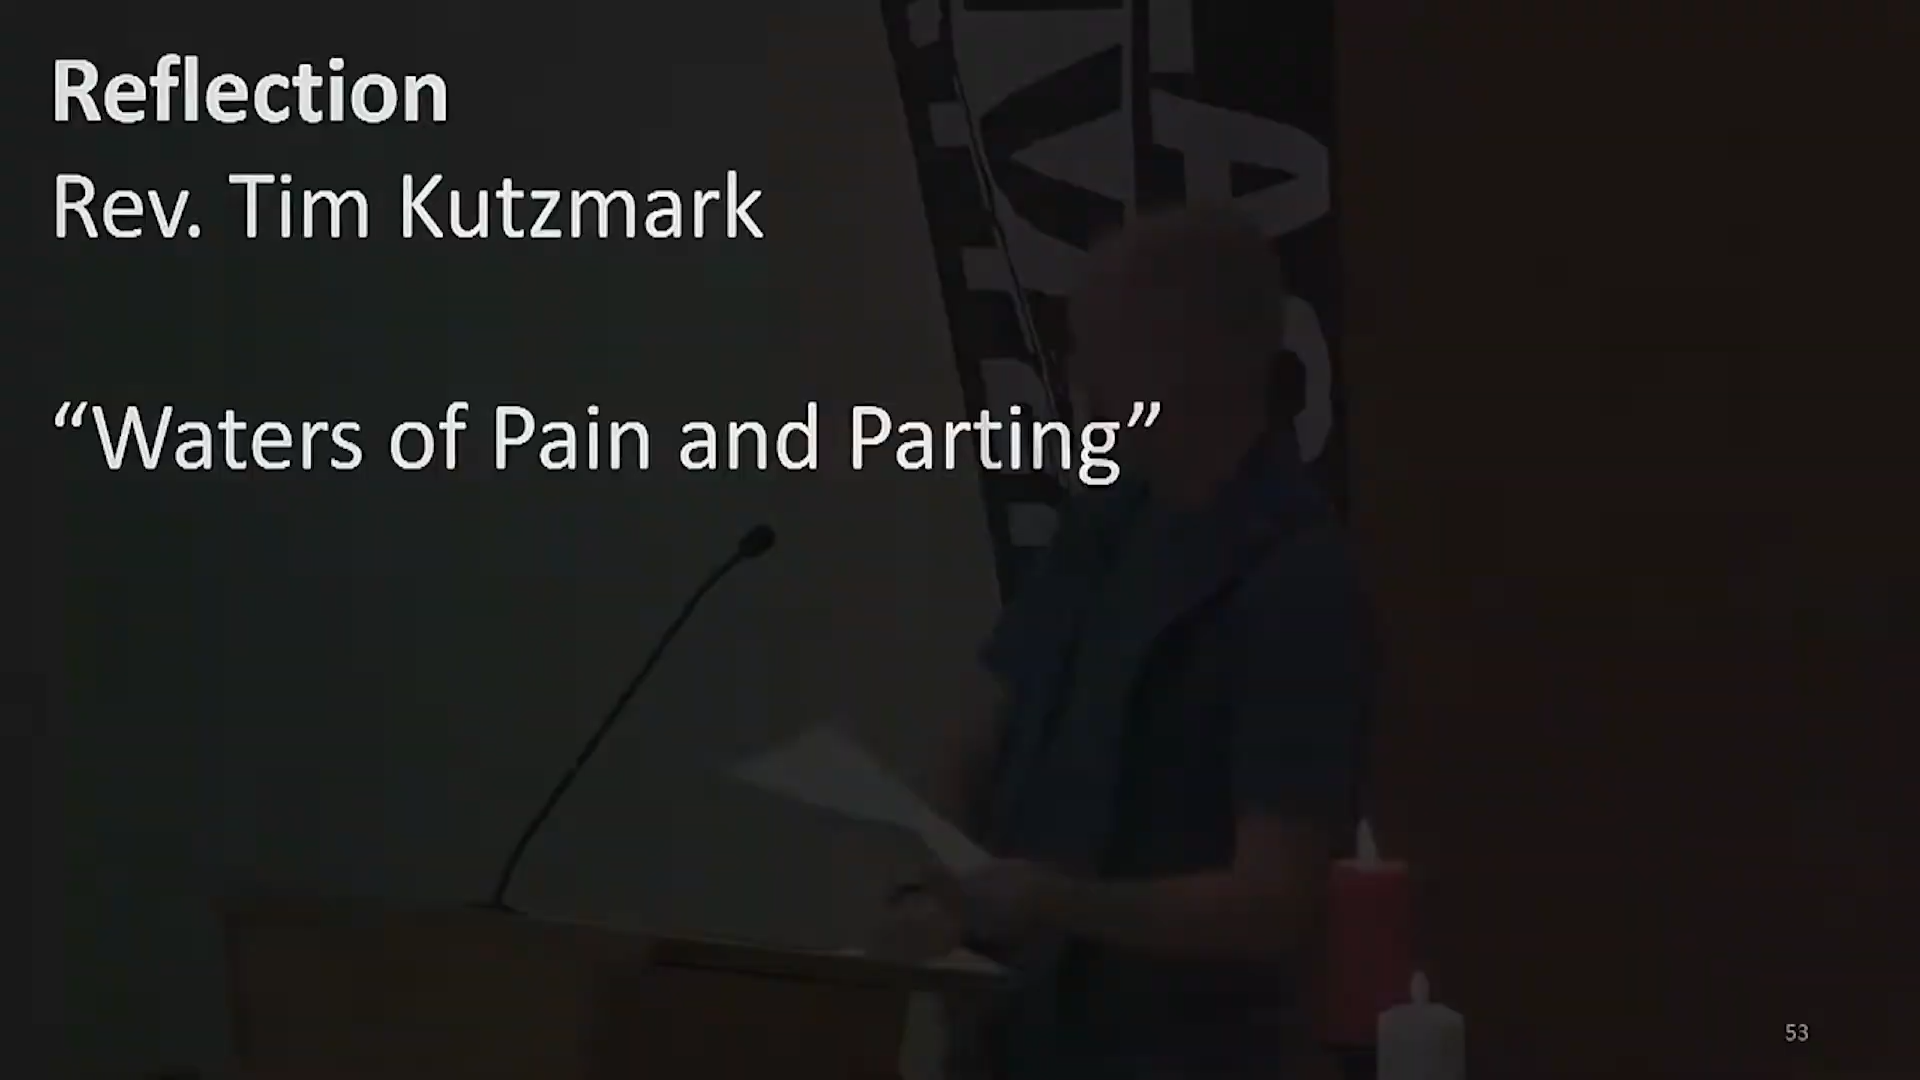 Reflection
Rev. Tim Kutzmark
“Waters of Pain and Parting”
53